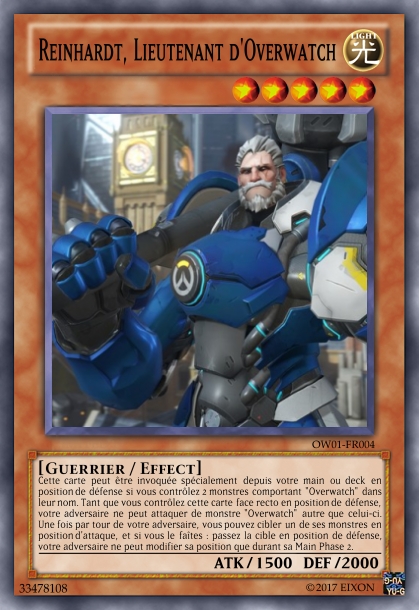 Reinhardt, Lieutenant d'Overwatch
LIGHT
光
OW01-FR004
[Guerrier / Effect]
Cette carte peut être invoquée spécialement depuis votre main ou deck en
position de défense si vous contrôlez 2 monstres comportant "Overwatch" dans
leur nom. Tant que vous contrôlez cette carte face recto en position de défense,
votre adversaire ne peut attaquer de monstre "Overwatch" autre que celui-ci.
Une fois par tour de votre adversaire, vous pouvez cibler un de ses monstres en
position d'attaque, et si vous le faites : passez la cible en position de défense,
votre adversaire ne peut modifier sa position que durant sa Main Phase 2.
ATK / 1500 DEF / 2000
33478108
©2017 EIXON